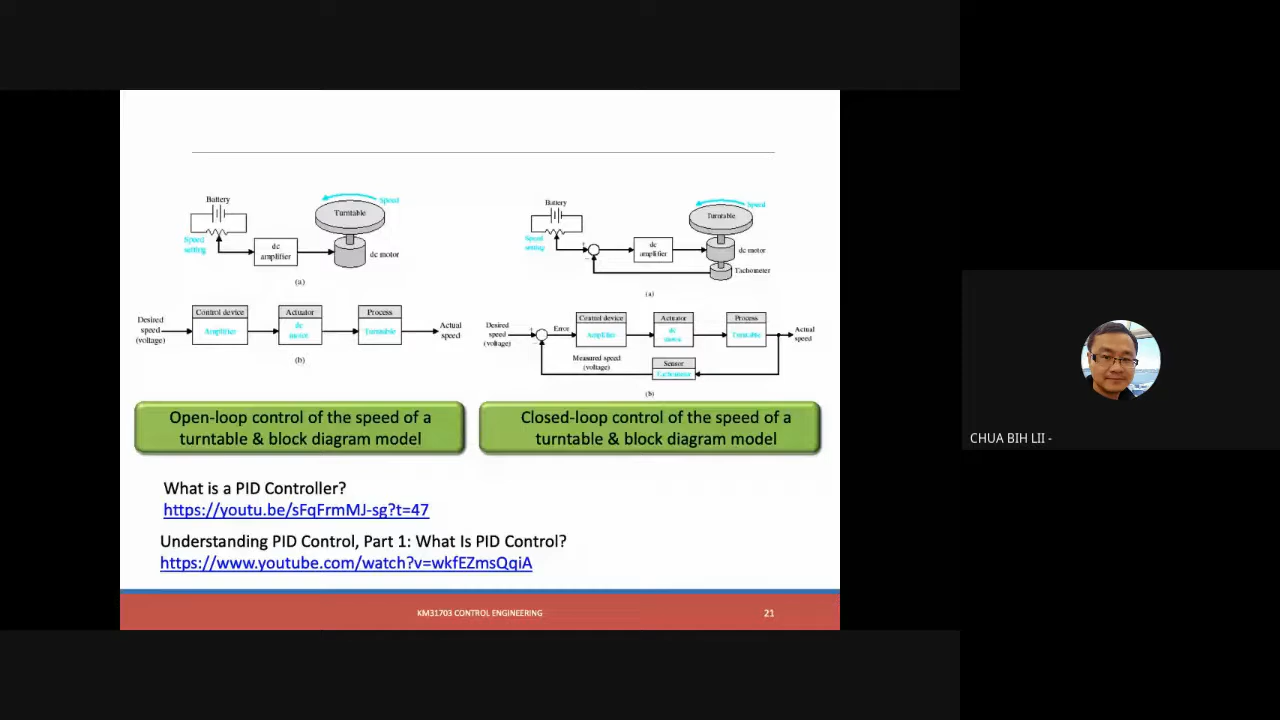 Battery
Turntable
Speed
Speed
setting
dc
amplifier
dc motor
(a)
Desired
speed
(voltage)
Control device
Amplifier
Actuator
dc
motor
Process
Turntable
Actual
speed
(b)
Battery
Turntable
Speed
Speed
setting
+
dc
amplifier
dc motor
Tachometer
(a)
Desired
speed
(voltage)
+
Error
Control device
Amplifier
Actuator
dc
motor
Process
Turntable
Actual
speed
Measured speed
(voltage)
Sensor
Tachometer
(b)
Open-loop control of the speed of a
turntable & block diagram model
Closed-loop control of the speed of a
turntable & block diagram model
What is a PID Controller?
https://youtu.be/sFqFrmMJ-sg?t=47
Understanding PID Control, Part 1: What Is PID Control?
https://www.youtube.com/watch?v=wkfEZmsQqiA
KM31703 CONTROL ENGINEERING
21
CHUA BIH LII -